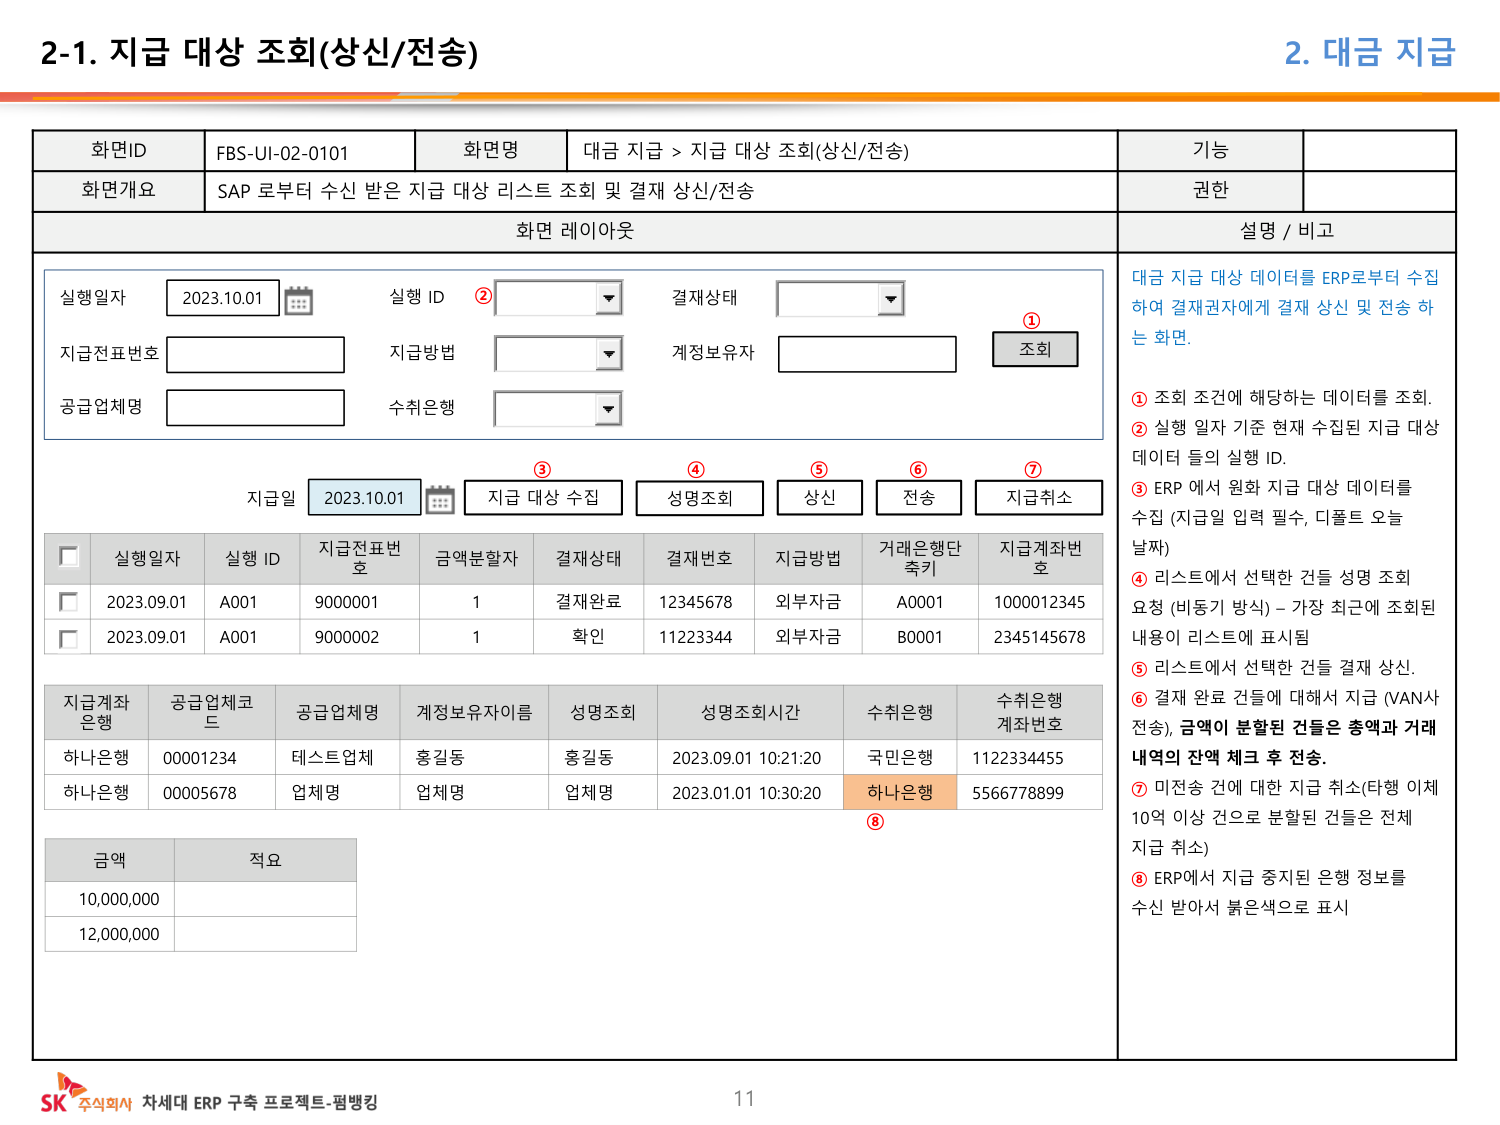 2-1. 지급 대상 조회(상신/전송)
2. 대금 지급
화면ID
FBS-UI-02-0101
화면명
대금 지급 > 지급 대상 조회(상신/전송)
기능
화면개요
SAP 로부터 수신 받은 지급 대상 리스트 조회 및 결재 상신/전송
권한
화면 레이아웃
설명 / 비고
실행일자
2023.10.01
실행 ID
②
결재상태
①
지급전표번호
지급방법
계정보유자
조회
공급업체명
수취은행
③
④
⑤
⑥
⑦
지급일
2023.10.01
지급 대상 수집
성명조회
상신
전송
지급취소
실행일자
실행 ID
지급전표번
호
금액분할자
결재상태
결재번호
지급방법
거래은행단
축키
지급계좌번
호
2023.09.01 A001 9000001 1 결재완료 12345678 외부자금 A0001 1000012345
2023.09.01 A001 9000002 1 확인 11223344 외부자금 B0001 2345145678
지급계좌
은행
공급업체코
드
공급업체명
계정보유자이름
성명조회
성명조회시간
수취은행
수취은행
계좌번호
하나은행 00001234 테스트업체 홍길동 홍길동 2023.09.01 10:21:20 국민은행 1122334455
하나은행 00005678 업체명 업체명 업체명 2023.01.01 10:30:20 하나은행 5566778899
⑧
금액 적요
10,000,000
12,000,000
대금 지급 대상 데이터를 ERP로부터 수집
하여 결재권자에게 결재 상신 및 전송 하
는 화면.
① 조회 조건에 해당하는 데이터를 조회.
② 실행 일자 기준 현재 수집된 지급 대상
데이터 들의 실행 ID.
③ ERP 에서 원화 지급 대상 데이터를
수집 (지급일 입력 필수, 디폴트 오늘
날짜)
④ 리스트에서 선택한 건들 성명 조회
요청 (비동기 방식) – 가장 최근에 조회된
내용이 리스트에 표시됨
⑤ 리스트에서 선택한 건들 결재 상신.
⑥ 결재 완료 건들에 대해서 지급 (VAN사
전송), 금액이 분할된 건들은 총액과 거래
내역의 잔액 체크 후 전송.
⑦ 미전송 건에 대한 지급 취소(타행 이체
10억 이상 건으로 분할된 건들은 전체
지급 취소)
⑧ ERP에서 지급 중지된 은행 정보를
수신 받아서 붉은색으로 표시
SK 주식회사 차세대 ERP 구축 프로젝트-펌뱅킹
11